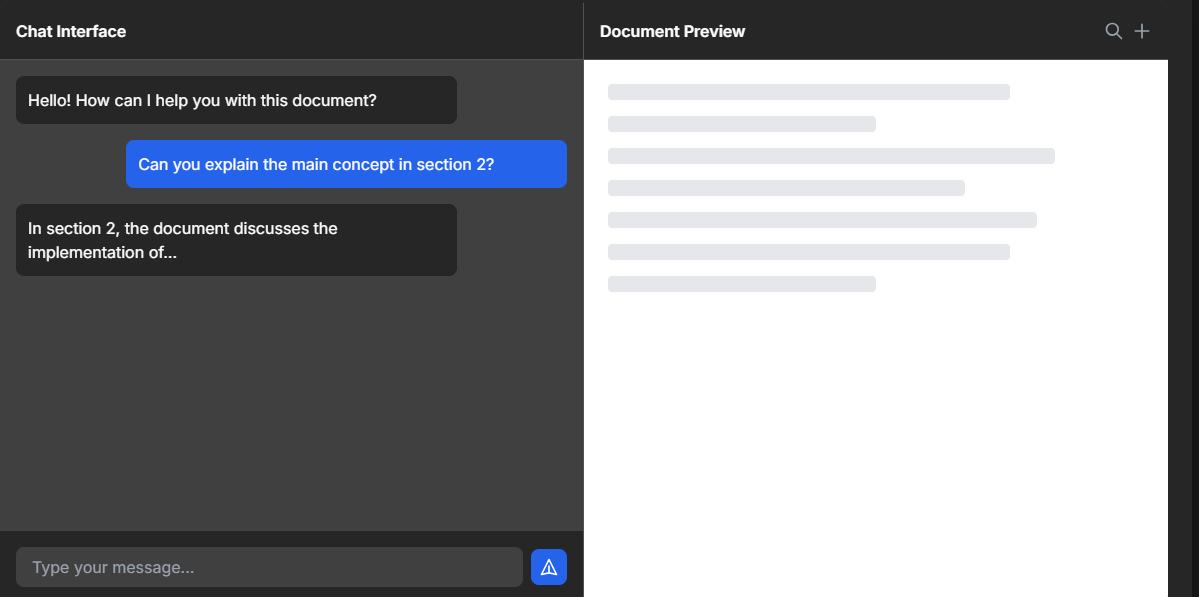 Chat Interface
Document Preview
Hello! How can I help you with this document?
Can you explain the main concept in section 2?
In section 2, the document discusses the
implementation of...
Type your message...